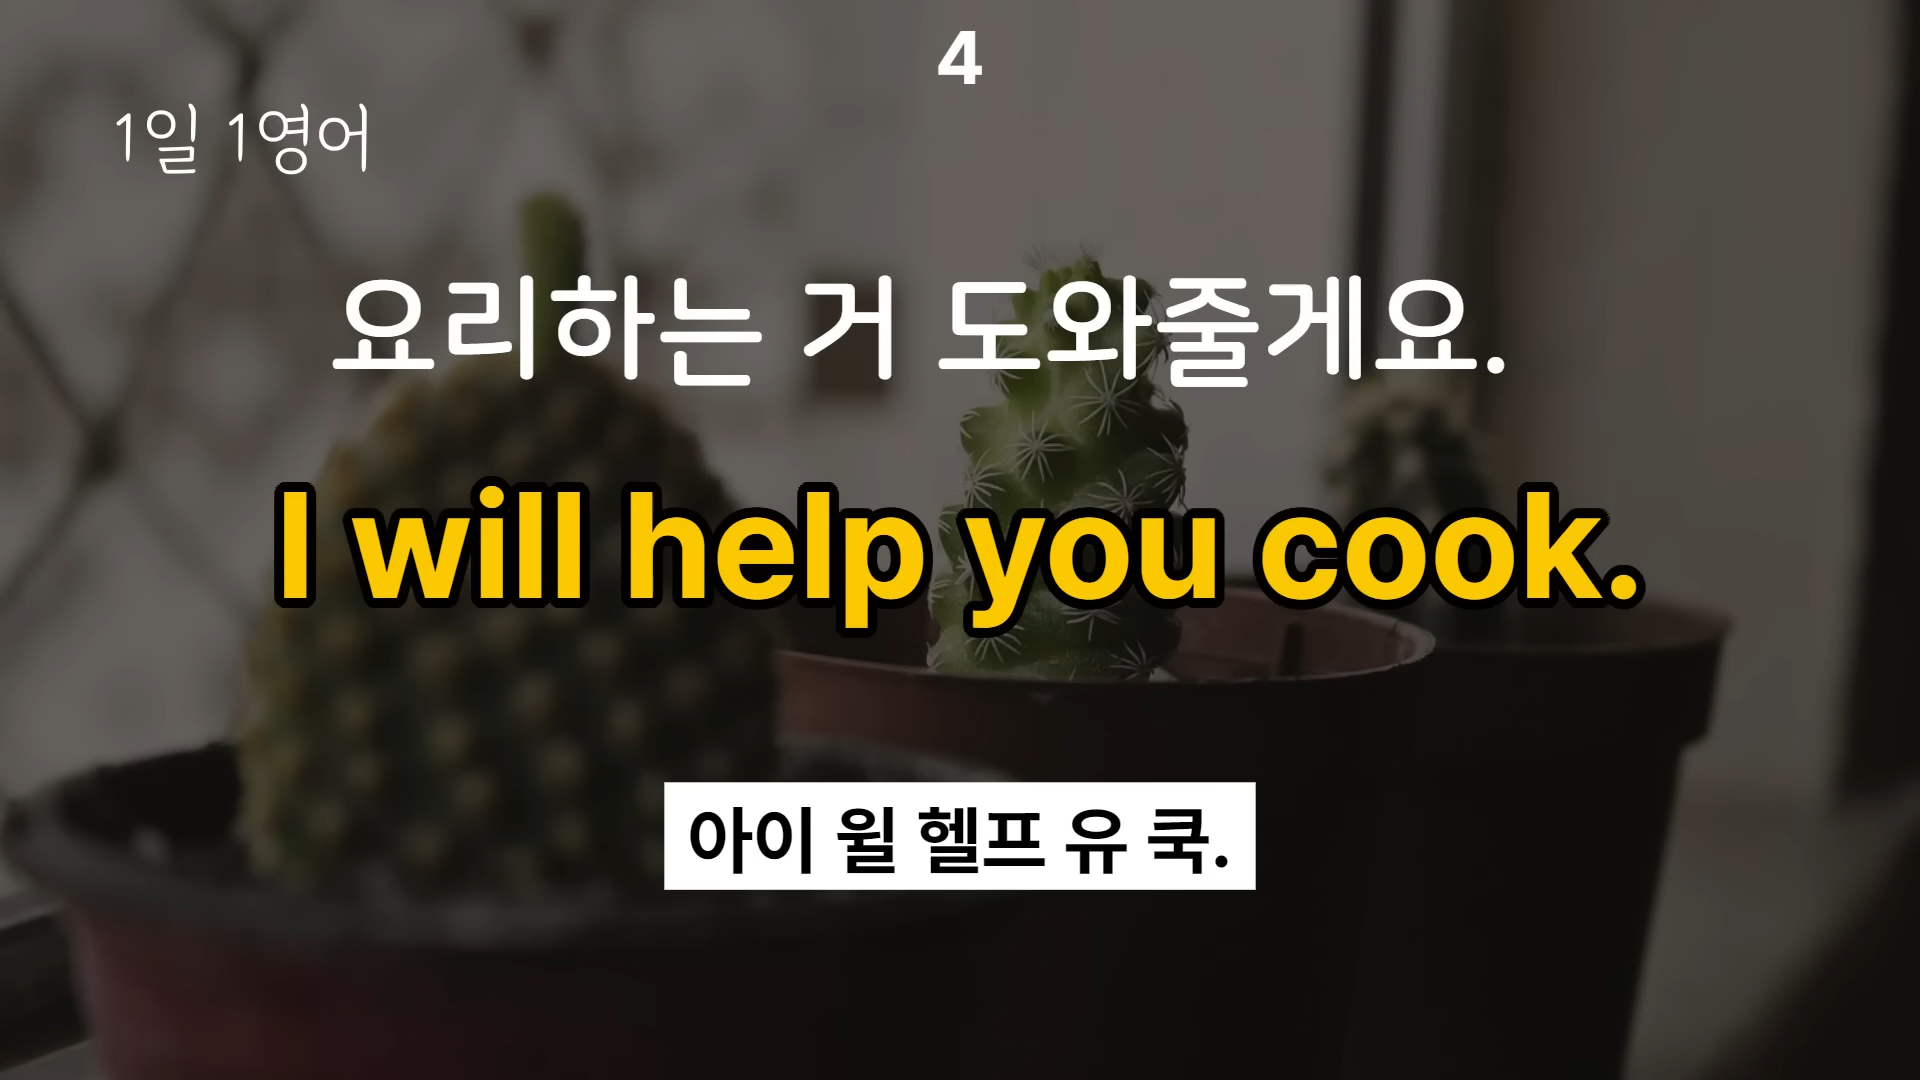 4
1일 1영어
요리하는 거 도와줄게요.
I will help you cook.
아이 윌 헬프 유 쿡.